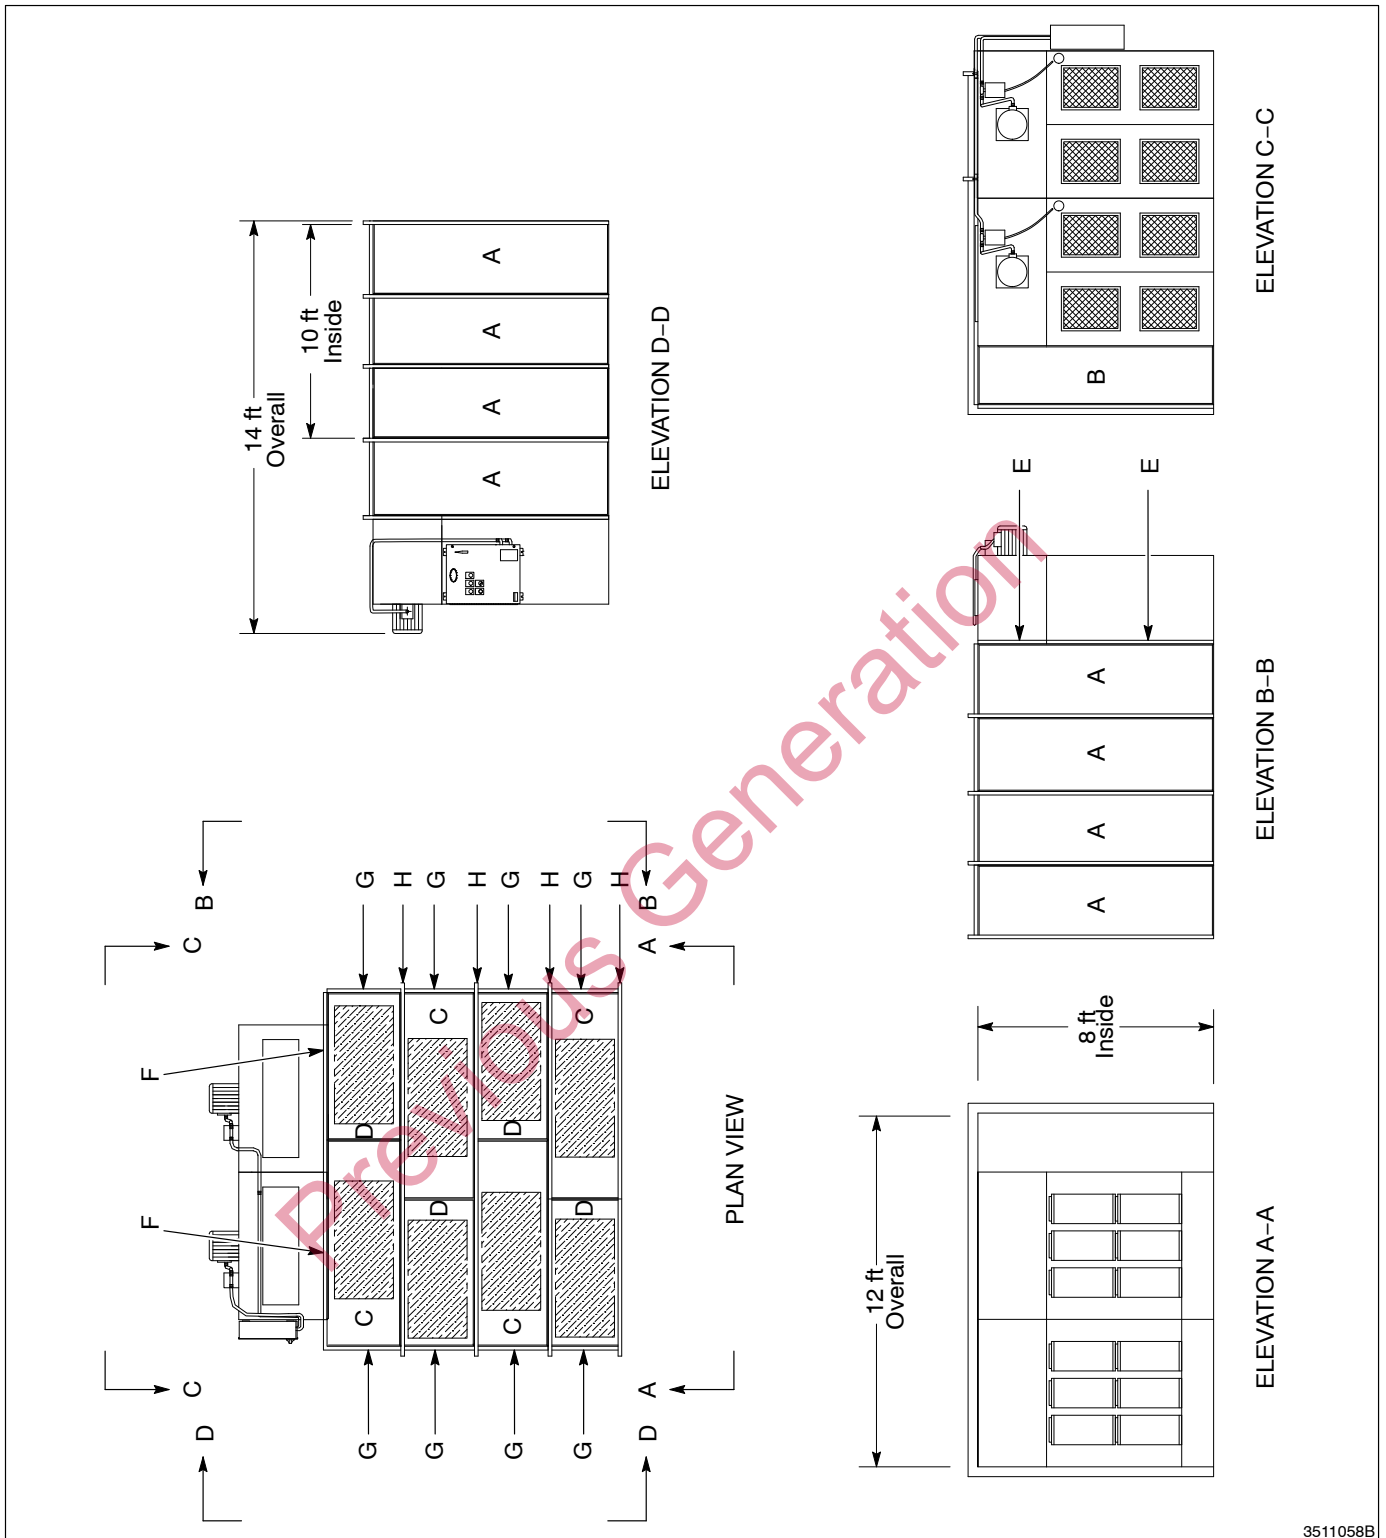 14 ft
Overall
10 ft
Inside
A
A
A
A
ELEVATION D–D
B
ELEVATION C–C
E
E
A
A
A
A
ELEVATION B–B
C
B
G
H
G
H
G
H
G
H
B
A
F
F
C
D
C
D
D
C
C
D
PLAN VIEW
C
D
G
G
G
G
A
D
8 ft
Inside
12 ft
Overall
ELEVATION A–A
Previous Generation
3511058B